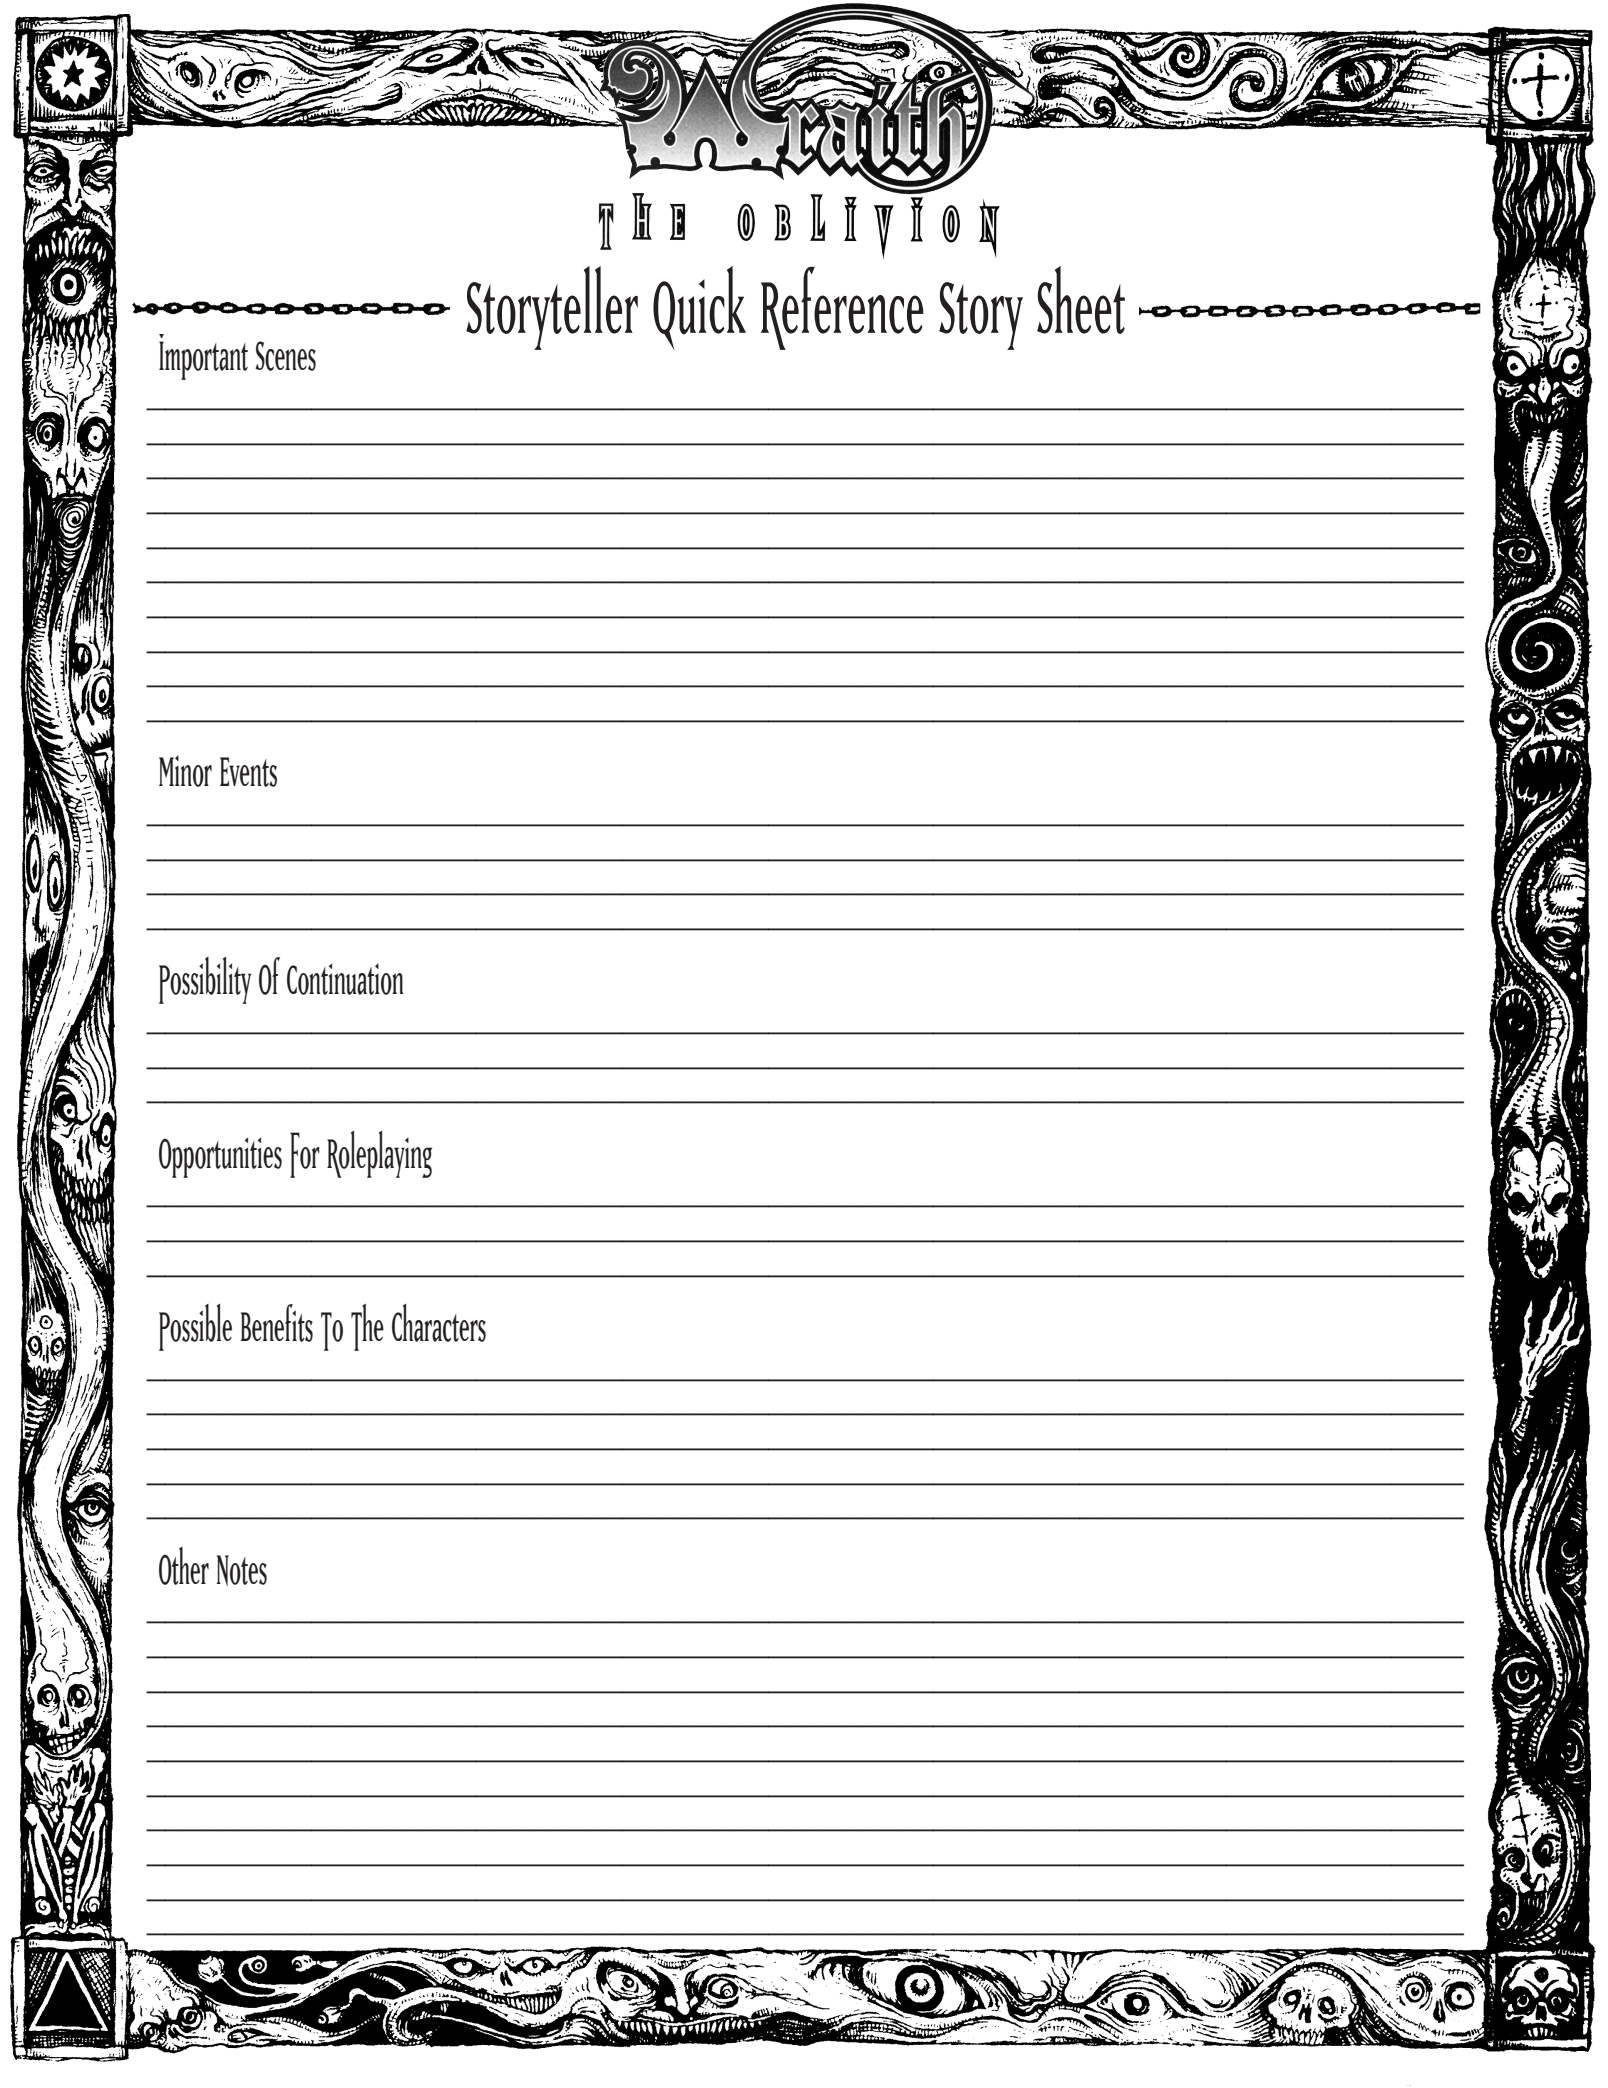 Wraith
THE OBLIVION
Storyteller Quick Reference Story Sheet
Important Scenes
Minor Events
Possibility Of Continuation
Opportunities For Roleplaying
Possible Benefits To The Characters
Other Notes